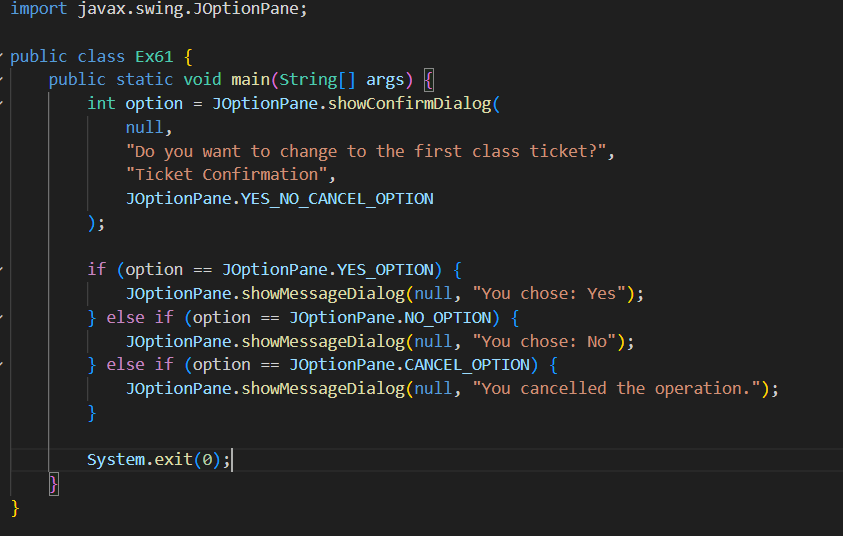 import javax.swing.JOptionPane;
public class Ex61 {
    public static void main(String[] args) {
        int option = JOptionPane.showConfirmDialog(
            null,
            "Do you want to change to the first class ticket?",
            "Ticket Confirmation",
            JOptionPane.YES_NO_CANCEL_OPTION
        );
        if (option == JOptionPane.YES_OPTION) {
            JOptionPane.showMessageDialog(null, "You chose: Yes");
        } else if (option == JOptionPane.NO_OPTION) {
            JOptionPane.showMessageDialog(null, "You chose: No");
        } else if (option == JOptionPane.CANCEL_OPTION) {
            JOptionPane.showMessageDialog(null, "You cancelled the operation.");
        }
        System.exit(0);
    }
}